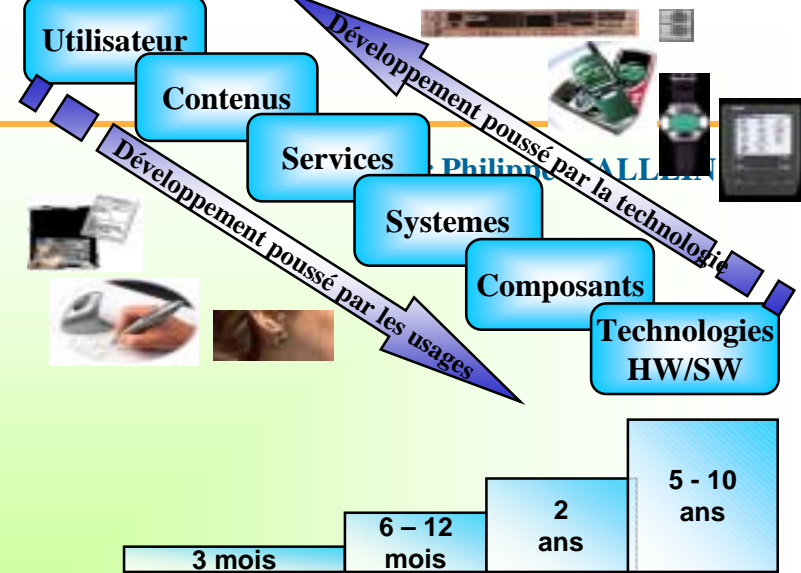 Utilisateur
Contenus
Services
Systemes
Composants
Technologies
HW/SW
Développement poussé par la technologie
: Philippe
Développement poussé par les usages
3 mois
6 – 12
mois
2
ans
5 - 10
ans